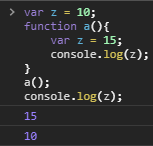 > var z = 10;
function a(){
    var z = 15;
    console.log(z);
}
a();
console.log(z);
15
10